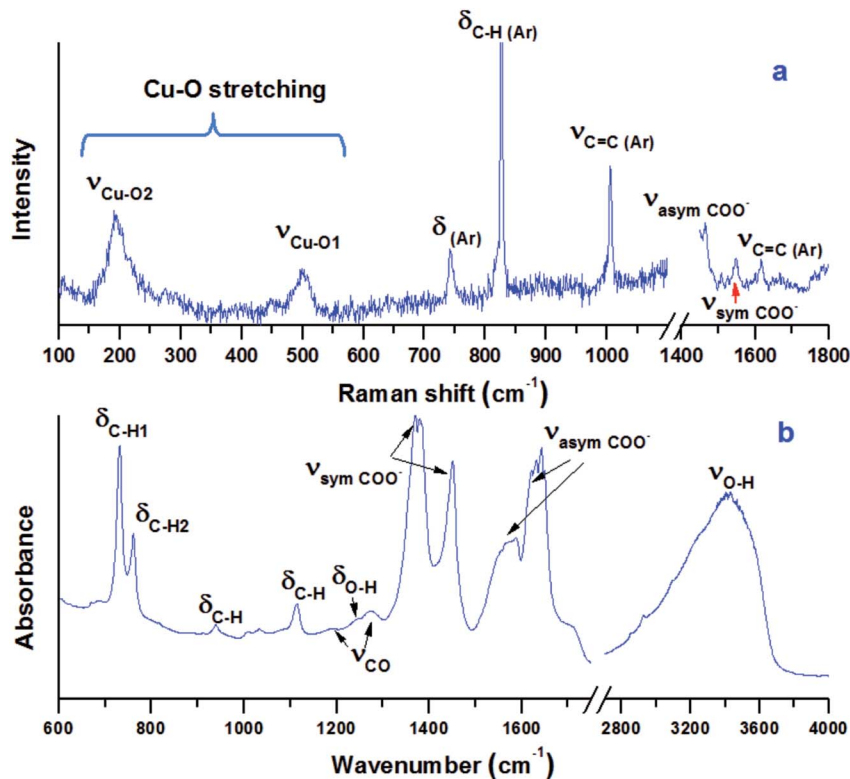 δC-H (Ar)
a
Cu-O stretching
νC=C (Ar)
νCu-O2
νasym COO-
Intensity
νCu-O1
δ(Ar)
νC=C (Ar)
νsym COO-
100 200 300 400 500 600 700 800 900 1000 1400 1500 1600 1700 1800
Raman shift (cm-1)
b
δC-H1
νasym COO-
νsym COO-
νO-H
δC-H2
Absorbance
δO-H
δC-H
δC-H
νCO
600 800 1000 1200 1400 1600 2800 3200 3600 4000
Wavenumber (cm-1)